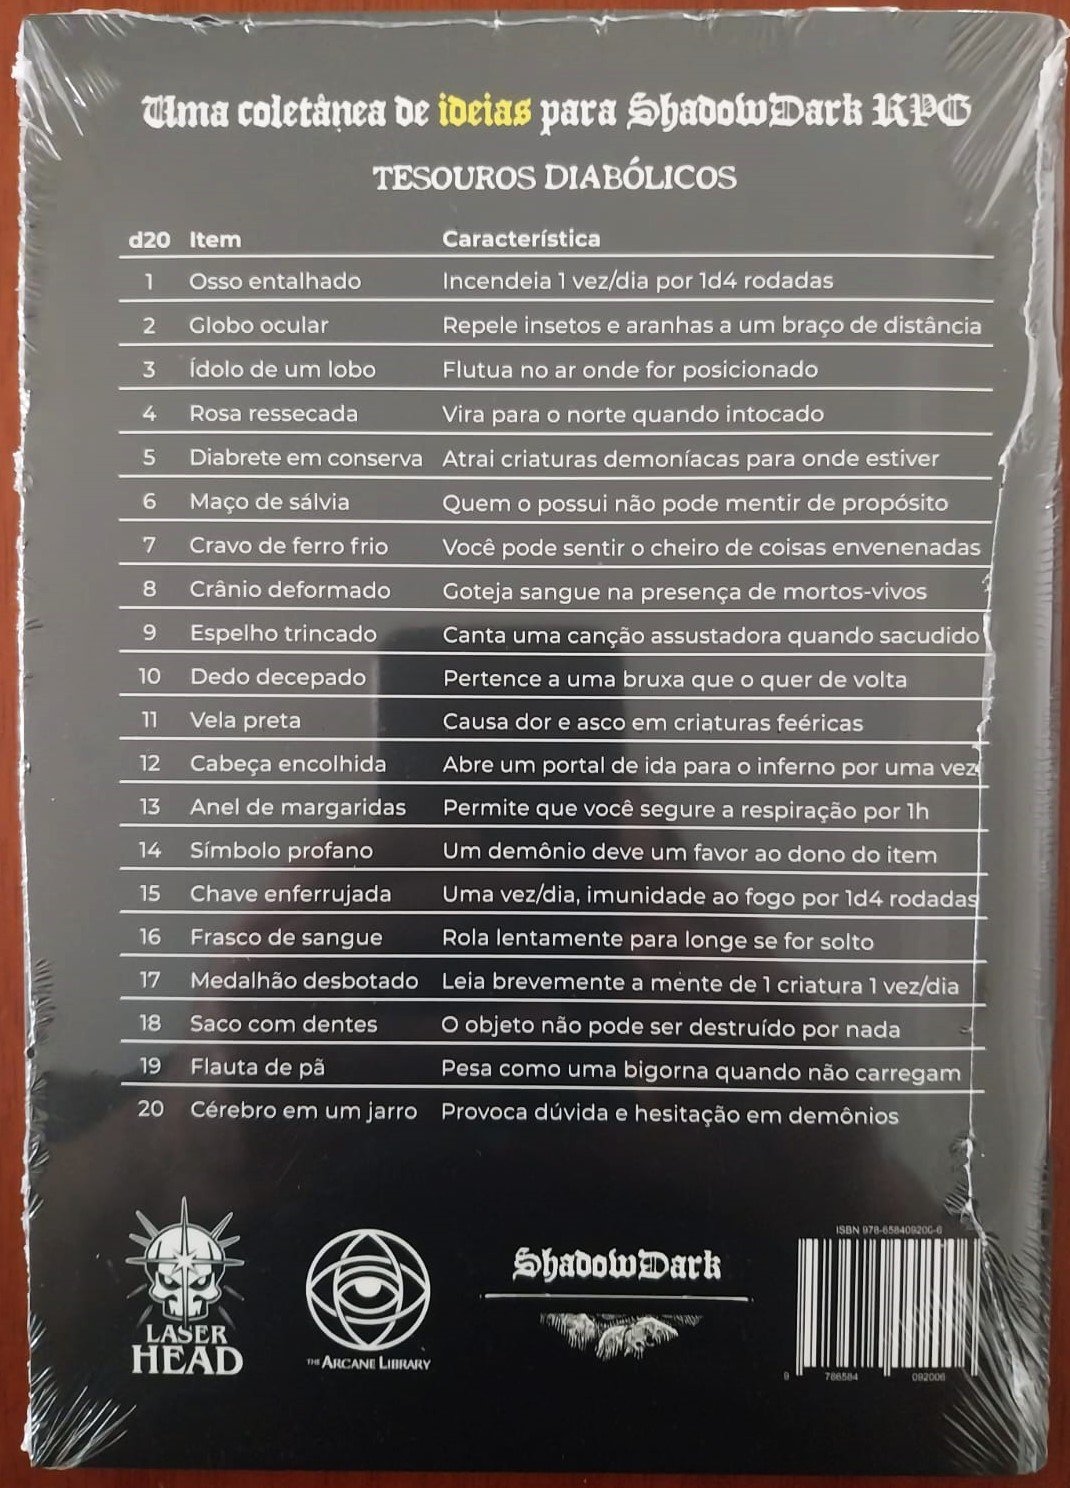 Uma coletânea de ideias para ShadowDark RPG
TESOUROS DIABÓLICOS
d20 Item Característica
1 Osso entalhado Incendeia 1 vez/dia por 1d4 rodadas
2 Globo ocular Repele insetos e aranhas a um braço de distância
3 Ídolo de um lobo Flutua no ar onde for posicionado
4 Rosa ressecada Vira para o norte quando intocado
5 Diabrete em conserva Atrai criaturas demoníacas para onde estiver
6 Maço de sálvia Quem o possui não pode mentir de propósito
7 Cravo de ferro frio Você pode sentir o cheiro de coisas envenenadas
8 Crânio deformado Goteja sangue na presença de mortos-vivos
9 Espelho trincado Canta uma canção assustadora quando sacudido
10 Dedo decepado Pertence a uma bruxa que o quer de volta
11 Vela preta Causa dor e asco em criaturas feéricas
12 Cabeça encolhida Abre um portal de ida para o inferno por uma vez
13 Anel de margaridas Permite que você segure a respiração por 1h
14 Símbolo profano Um demônio deve um favor ao dono do item
15 Chave enferrujada Uma vez/dia, imunidade ao fogo por 1d4 rodadas
16 Frasco de sangue Rola lentamente para longe se for solto
17 Medalhão desbotado Leia brevemente a mente de 1 criatura 1 vez/dia
18 Saco com dentes O objeto não pode ser destruído por nada
19 Flauta de pã Pesa como uma bigorna quando não carregam
20 Cérebro em um jarro Provoca dúvida e hesitação em demônios
LASER
HEAD
THE ARCANE LIBRARY
ShadowDark
ISBN 978-658409200-6
9 786584 092006